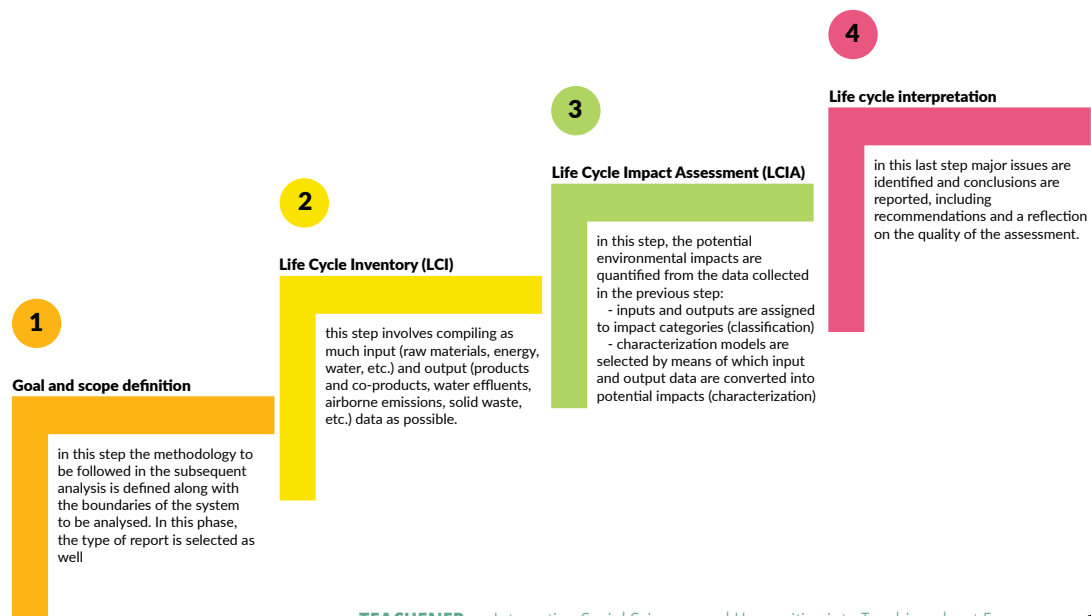 1
Goal and scope definition
in this step the methodology to
be followed in the subsequent
analysis is defined along with
the boundaries of the system
to be analysed. In this phase,
the type of report is selected as
well
2
Life Cycle Inventory (LCI)
this step involves compiling as
much input (raw materials, energy,
water, etc.) and output (products
and co-products, water effluents,
airborne emissions, solid waste,
etc.) data as possible.
3
Life Cycle Impact Assessment (LCIA)
in this step, the potential
environmental impacts are
quantified from the data collected
in the previous step:
- inputs and outputs are assigned
to impact categories (classification)
- characterization models are
selected by means of which input
and output data are converted into
potential impacts (characterization)
4
Life cycle interpretation
in this last step major issues are
identified and conclusions are
reported, including
recommendations and a reflection
on the quality of the assessment.